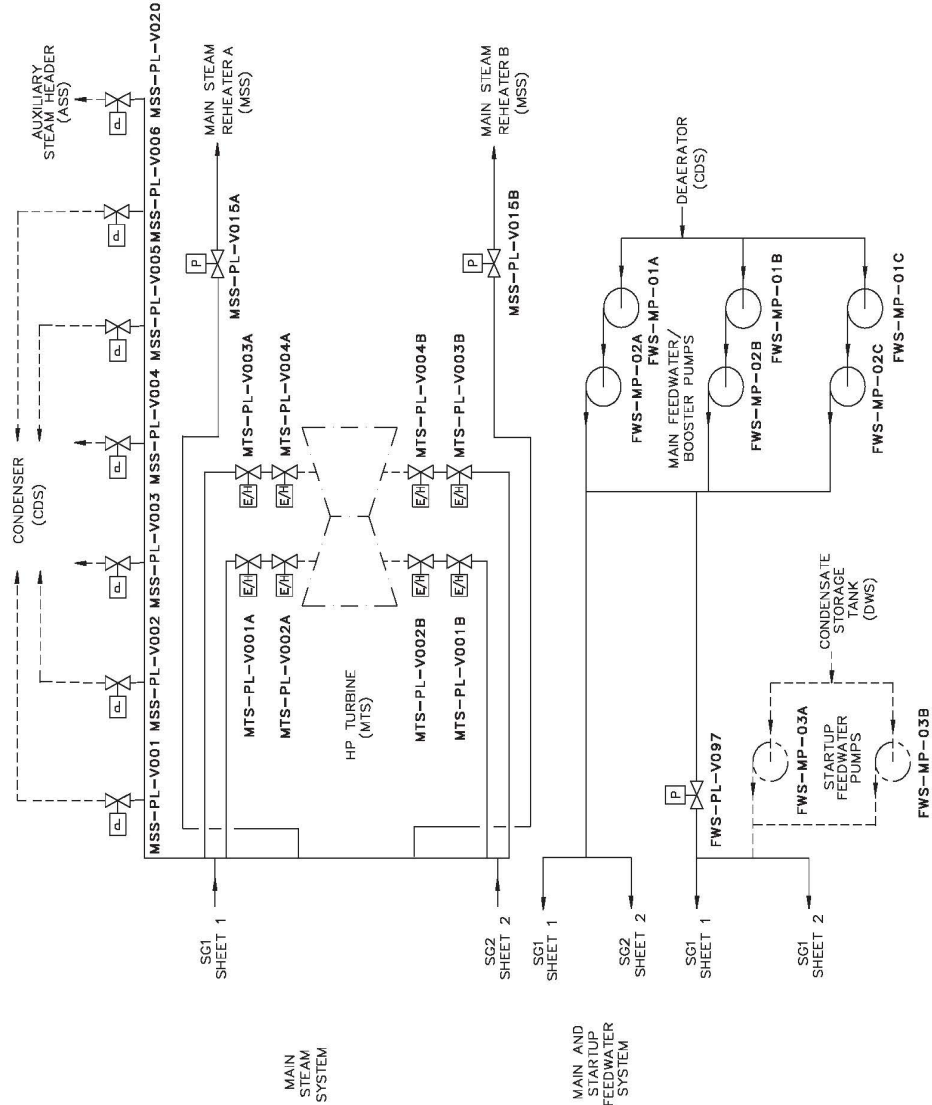 AUXILIARY
STEAM HEADER
(ASS)
CONDENSER
(CDS)
d
d
d
d
d
d
d
MSS-PL-V001
MSS-PL-V002
MSS-PL-V003
MSS-PL-V004
MSS-PL-V005
MSS-PL-V006
MSS-PL-V020
P
MSS-PL-V015A
MAIN STEAM
REHEATER A
(MSS)
MTS-PL-V001A
MTS-PL-V002A
MTS-PL-V003A
MTS-PL-V004A
E/H
E/H
E/H
E/H
HP TURBINE
(MTS)
E/H
E/H
E/H
E/H
MTS-PL-V002B
MTS-PL-V001B
MTS-PL-V004B
MTS-PL-V003B
P
MSS-PL-V015B
MAIN STEAM
REHEATER B
(MSS)
SG1
SHEET 1
SG2
SHEET 2
MAIN
STEAM
SYSTEM
SG1
SHEET 1
SG2
SHEET 2
DEAERATOR
(CDS)
FWS-MP-02A
FWS-MP-01A
MAIN FEEDWATER/
BOOSTER PUMPS
FWS-MP-02B
FWS-MP-01B
FWS-MP-02C
FWS-MP-01C
P
FWS-PL-V097
SG1
SHEET 1
SG1
SHEET 2
CONDENSATE
STORAGE
TANK
(DWS)
FWS-MP-03A
STARTUP
FEEDWATER
PUMPS
FWS-MP-03B
MAIN AND
STARTUP
FEEDWATER
SYSTEM